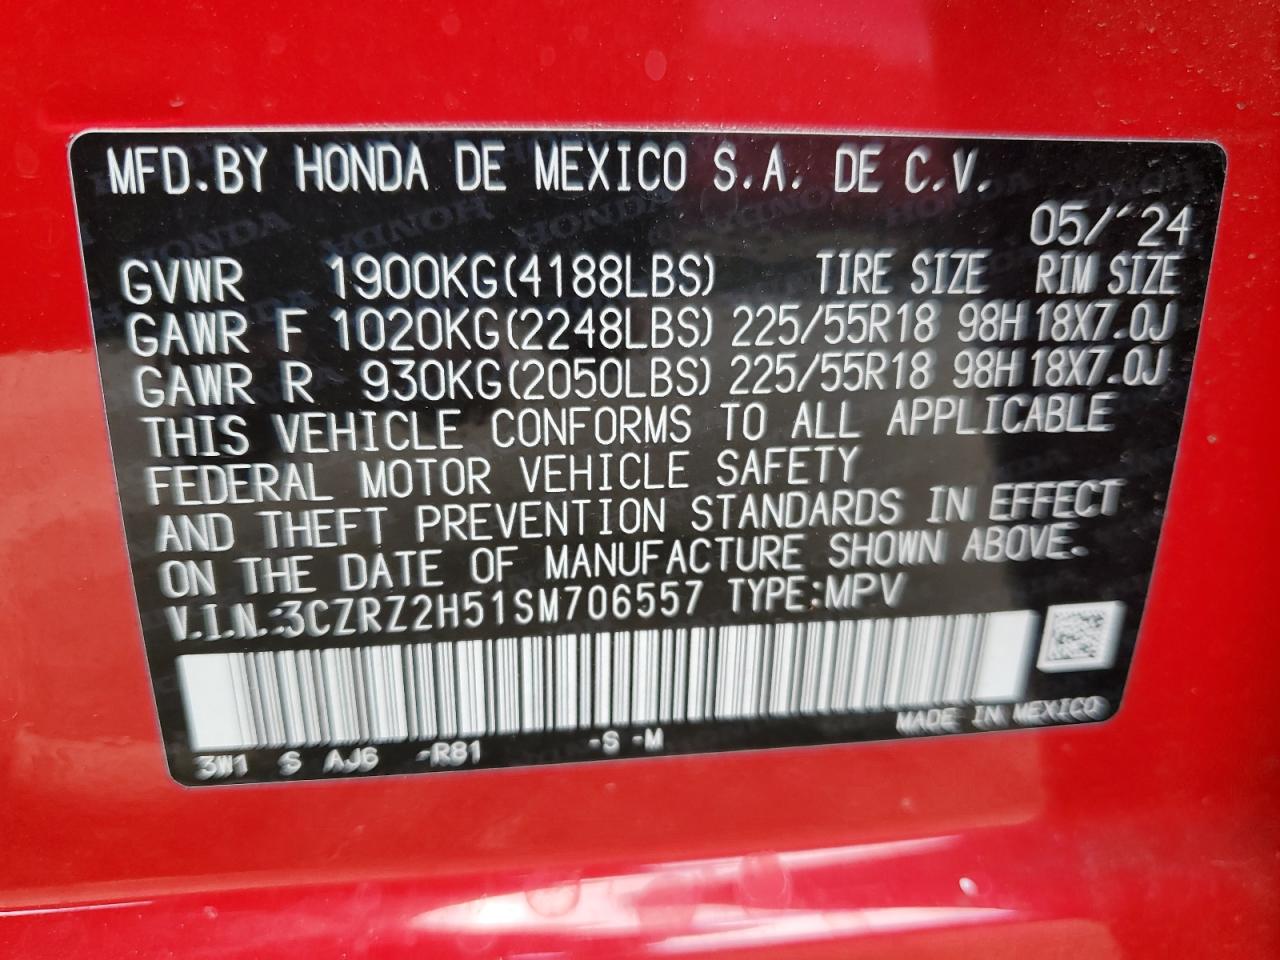 MFD.BY HONDA DE MEXICO S.A. DE C.V.
05/´24
GVWR 1900KG(4188LBS) TIRE SIZE RIM SIZE
GAWR F 1020KG(2248LBS) 225/55R18 98H 18X7.0J
GAWR R 930KG(2050LBS) 225/55R18 98H 18X7.0J
THIS VEHICLE CONFORMS TO ALL APPLICABLE
FEDERAL MOTOR VEHICLE SAFETY
AND THEFT PREVENTION STANDARDS IN EFFECT
ON THE DATE OF MANUFACTURE SHOWN ABOVE.
V.I.N.:3CZRZ2H51SM706557 TYPE:MPV
MADE IN MEXICO
3W1 S AJ6 -R81 -S -M